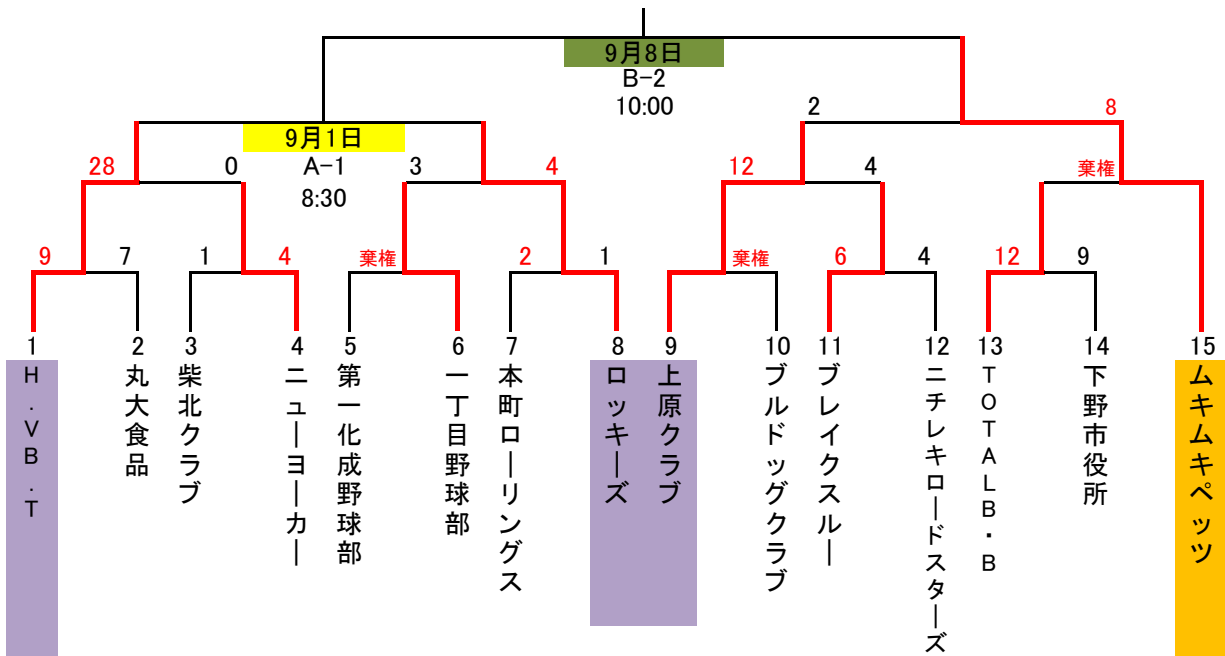 9月8日
B-2
10:00
2
8
9月1日
A-1
8:30
28
0
3
4
12
4
棄権
9
7
1
4
棄権
2
1
棄権
6
4
12
9
1
2
3
4
5
6
7
8
9
10
11
12
13
14
15
H.VB.T
丸大食品
柴北クラブ
ニューヨーカー
第一化成野球部
一丁目野球部
本町ローリングス
ロッキーズ
上原クラブ
ブルドッグクラブ
ブレイクスルー
ニチレキロードスターズ
TOTALB・B
下野市役所
ムキムキペッツ